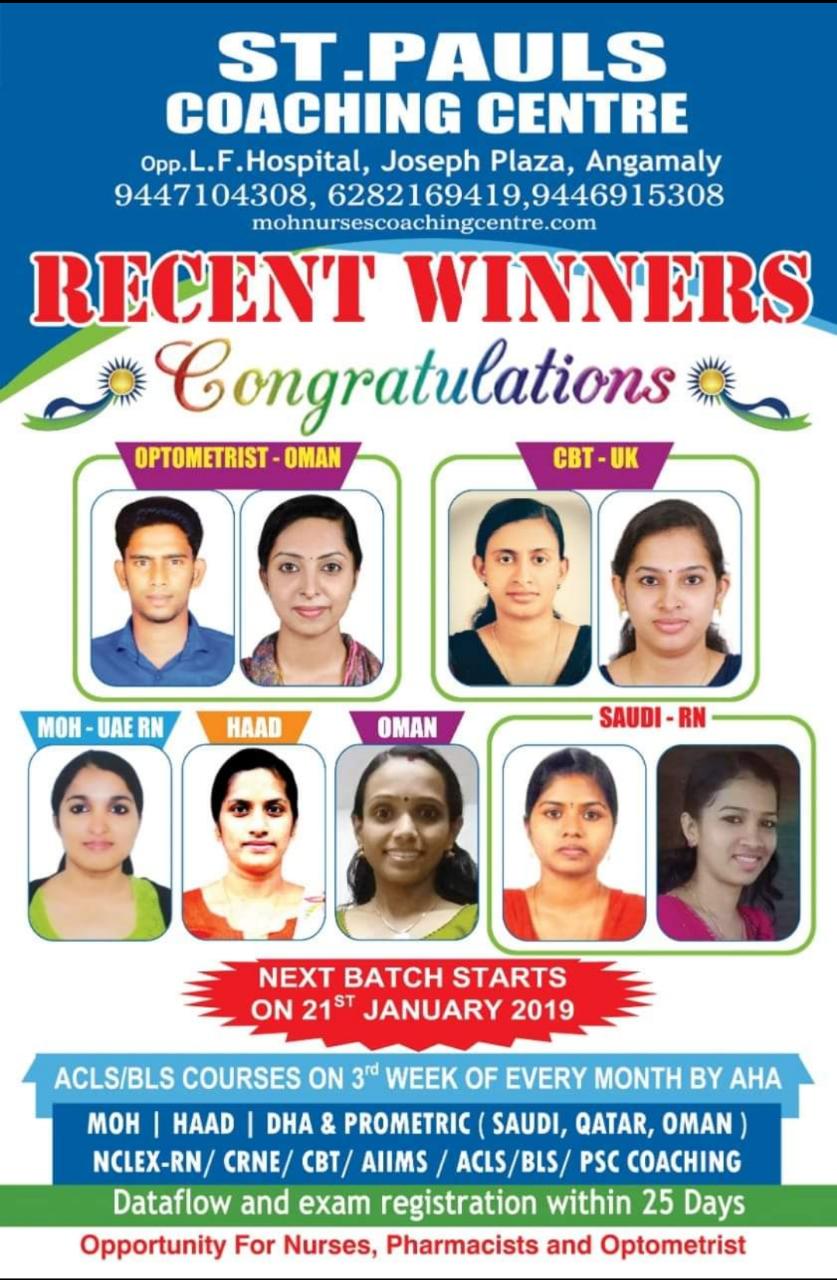 ST.PAULS
COACHING CENTRE
Opp.L.F.Hospital, Joseph Plaza, Angamaly
9447104308, 6282169419,9446915308
mohnursescoachingcentre.com
RECENT WINNERS
Congratulations
OPTOMETRIST - OMAN
CBT - UK
MOH - UAE RN
HAAD
OMAN
SAUDI - RN
NEXT BATCH STARTS
ON 21ST JANUARY 2019
ACLS/BLS COURSES ON 3rd WEEK OF EVERY MONTH BY AHA
MOH | HAAD | DHA & PROMETRIC ( SAUDI, QATAR, OMAN )
NCLEX-RN/ CRNE/ CBT/ AIIMS / ACLS/BLS/ PSC COACHING
Dataflow and exam registration within 25 Days
Opportunity For Nurses, Pharmacists and Optometrist